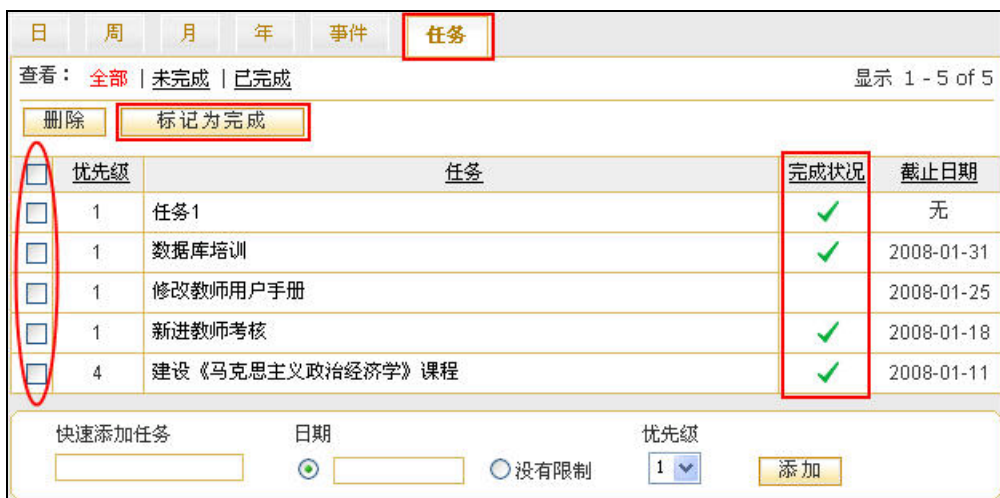 日 周 月 年 事件 任务
查看： 全部 | 未完成 | 已完成 显示 1 - 5 of 5
删除 标记为完成
优先级 任务 完成状况 截止日期
1 任务1 无
1 数据库培训 2008-01-31
1 修改教师用户手册 2008-01-25
1 新进教师考核 2008-01-18
4 建设《马克思主义政治经济学》课程 2008-01-11
快速添加任务 日期 优先级
没有限制 1 添加